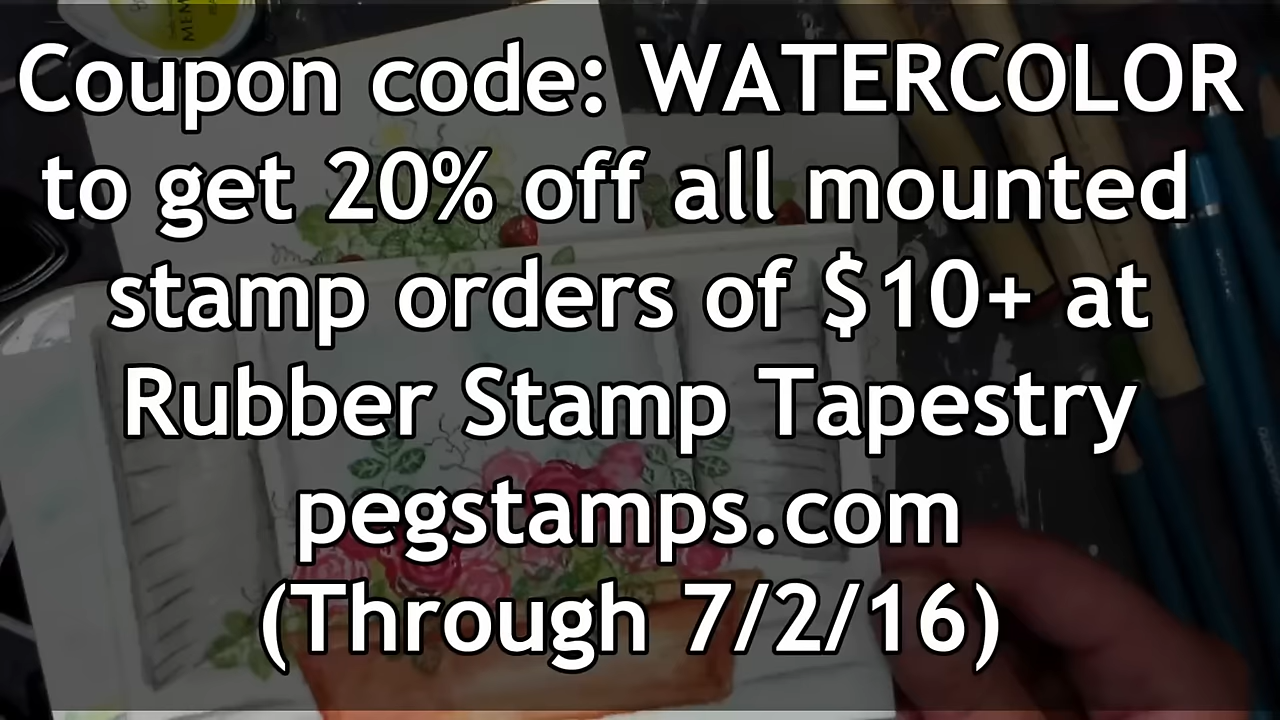 Coupon code: WATERCOLOR
to get 20% off all mounted
stamp orders of $10+ at
Rubber Stamp Tapestry
pegstamps.com
(Through 7/2/16)